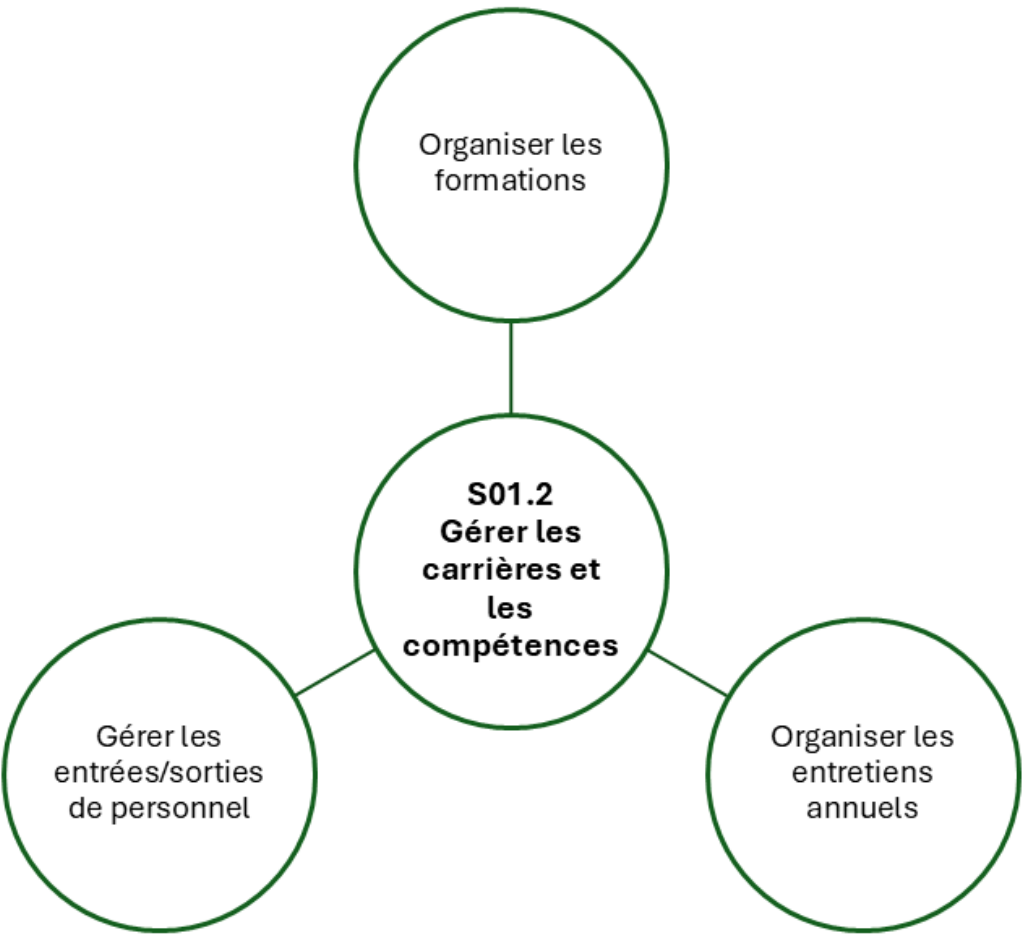 Organiser les
formations
S01.2
Gérer les
carrières et
les
compétences
Gérer les
entrées/sorties
de personnel
Organiser les
entretiens
annuels